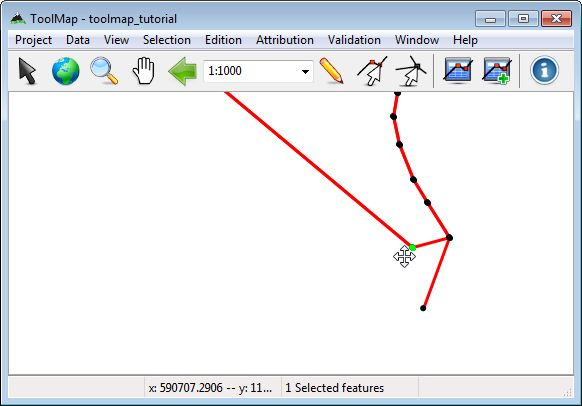 ToolMap - toolmap_tutorial
Project Data View Selection Edition Attribution Validation Window Help
1:1000
x: 590707.2906 -- y: 11... 1 Selected features